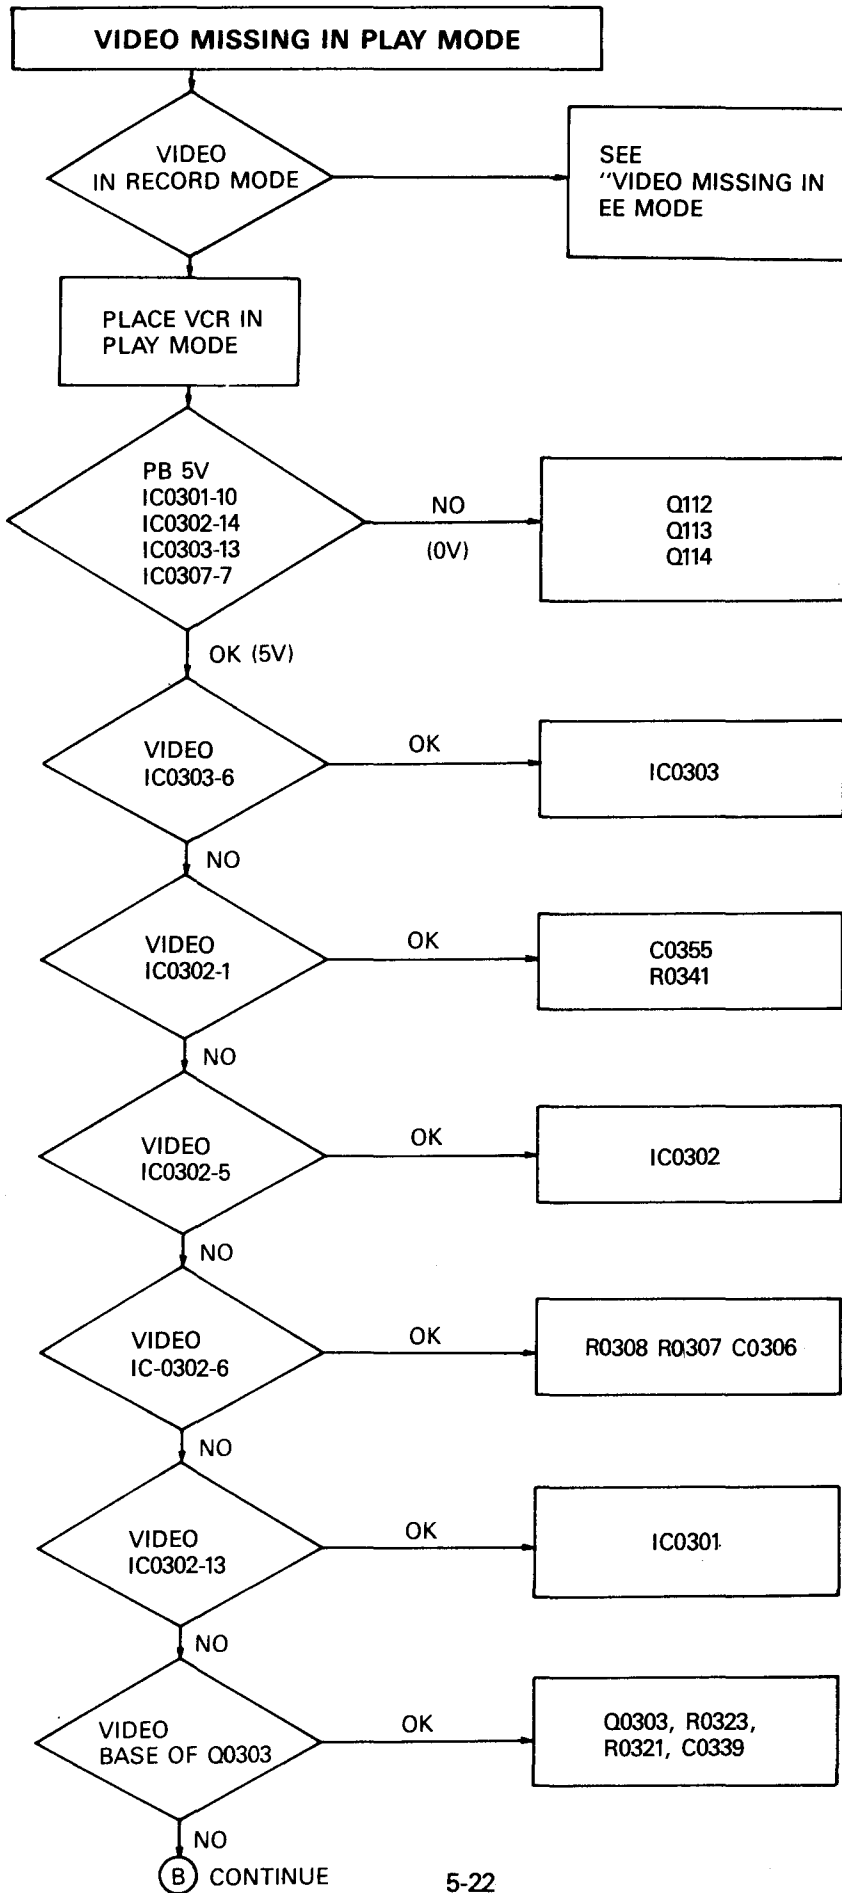 VIDEO MISSING IN PLAY MODE
VIDEO
IN RECORD MODE
SEE
"VIDEO MISSING IN
EE MODE
PLACE VCR IN
PLAY MODE
PB 5V
IC0301-10
IC0302-14
IC0303-13
IC0307-7
NO
(0V)
Q112
Q113
Q114
OK (5V)
VIDEO
IC0303-6
OK
IC0303
NO
VIDEO
IC0302-1
OK
C0355
R0341
NO
VIDEO
IC0302-5
OK
IC0302
NO
VIDEO
IC-0302-6
OK
R0308 R0307 C0306
NO
VIDEO
IC0302-13
OK
IC0301
NO
VIDEO
BASE OF Q0303
OK
Q0303, R0323,
R0321, C0339
NO
B CONTINUE
5-22